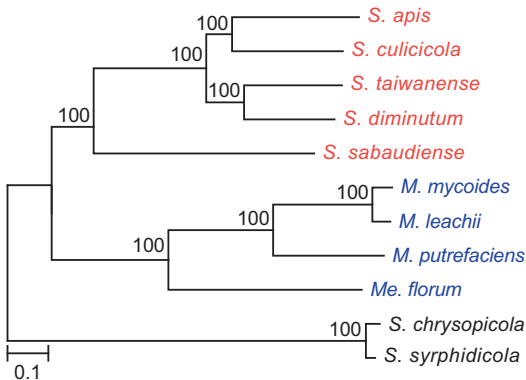 S. apis
100
100
S. culicicola
100
S. taiwanense
100
S. diminutum
S. sabaudiense
100
M. mycoides
100
M. leachii
100
M. putrefaciens
Me. florum
100
S. chrysopicola
S. syrphidicola
0.1